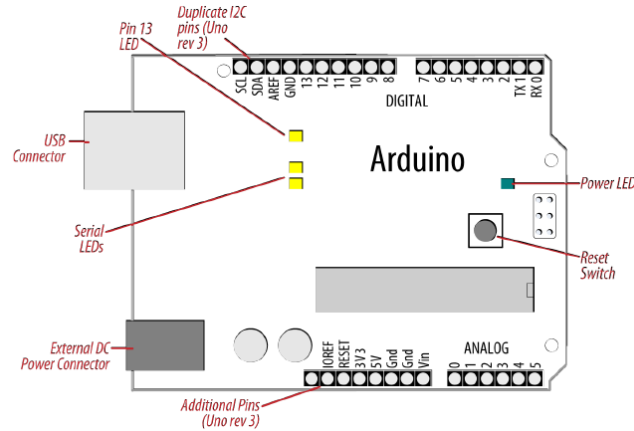 Duplicate I2C
pins (Uno
rev 3)
Pin 13
LED
SCL
SDA
AREF
GND
13
12
11
10
9
8
7
6
5
4
3
2
TX 1
RX 0
DIGITAL
USB
Connector
Arduino
Power LED
Serial
LEDs
Reset
Switch
External DC
Power Connector
IOREF
RESET
3V3
5V
Gnd
Gnd
Vin
ANALOG
0
1
2
3
4
5
Additional Pins
(Uno rev 3)